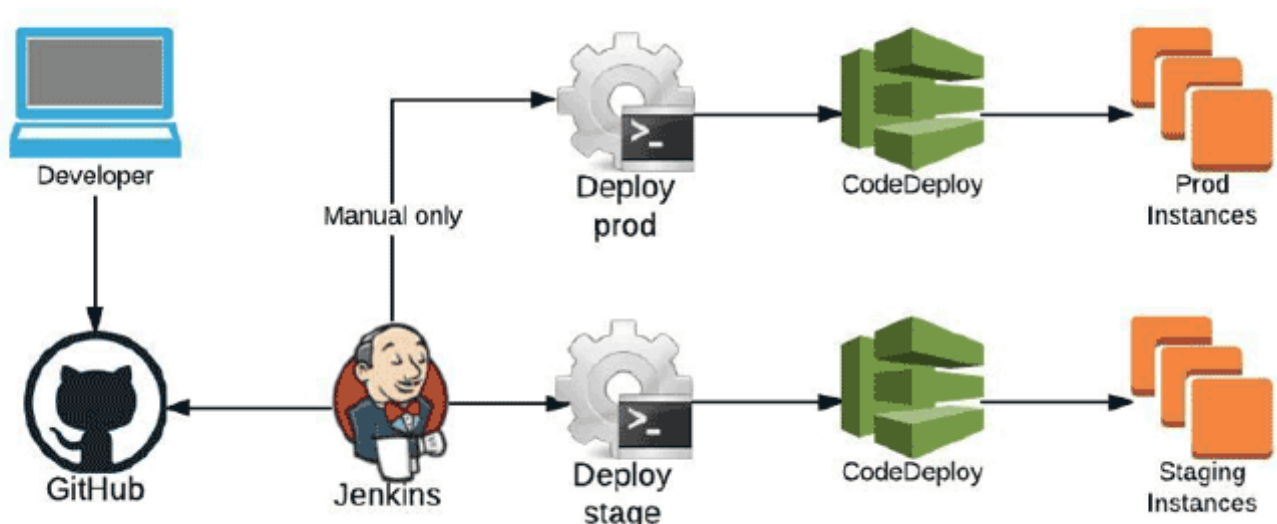 Developer
Manual only
Deploy
prod
CodeDeploy
Prod
Instances
GitHub
Jenkins
Deploy
stage
CodeDeploy
Staging
Instances
>_
>_